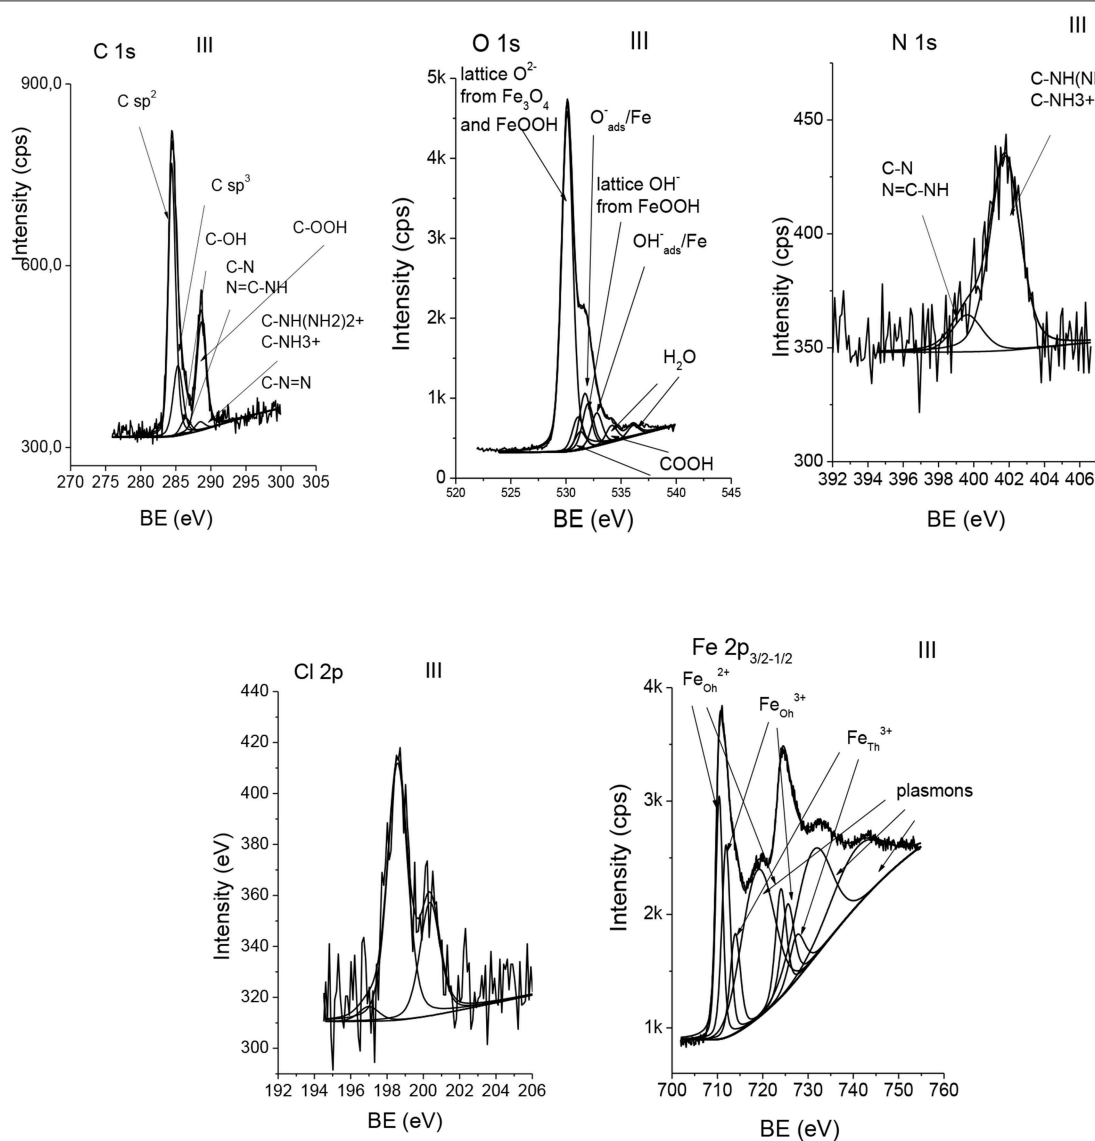 C 1s
III
900,0
600,0
300,0
Intensity (cps)
C sp2
C sp3
C-OH
C-N
N=C-NH
C-NH(NH2)2+
C-NH3+
C-N=N
C-OOH
270 275 280 285 290 295 300 305
BE (eV)
O 1s
III
5k
4k
3k
2k
1k
0
Intensity (cps)
lattice O2-
from Fe3O4
and FeOOH
O-ads/Fe
lattice OH-
from FeOOH
OH-ads/Fe
H2O
COOH
520 525 530 535 540 545
BE (eV)
N 1s
III
450
400
350
300
Intensity (cps)
C-N
N=C-NH
C-NH(NH
C-NH3+
392 394 396 398 400 402 404 406
BE (eV)
Cl 2p
III
440
420
400
380
360
340
320
300
Intensity (eV)
192 194 196 198 200 202 204 206
BE (eV)
Fe 2p3/2-1/2
III
4k
3k
2k
1k
Intensity (cps)
FeOh2+
FeOh3+
FeTh3+
plasmons
700 710 720 730 740 750 760
BE (eV)